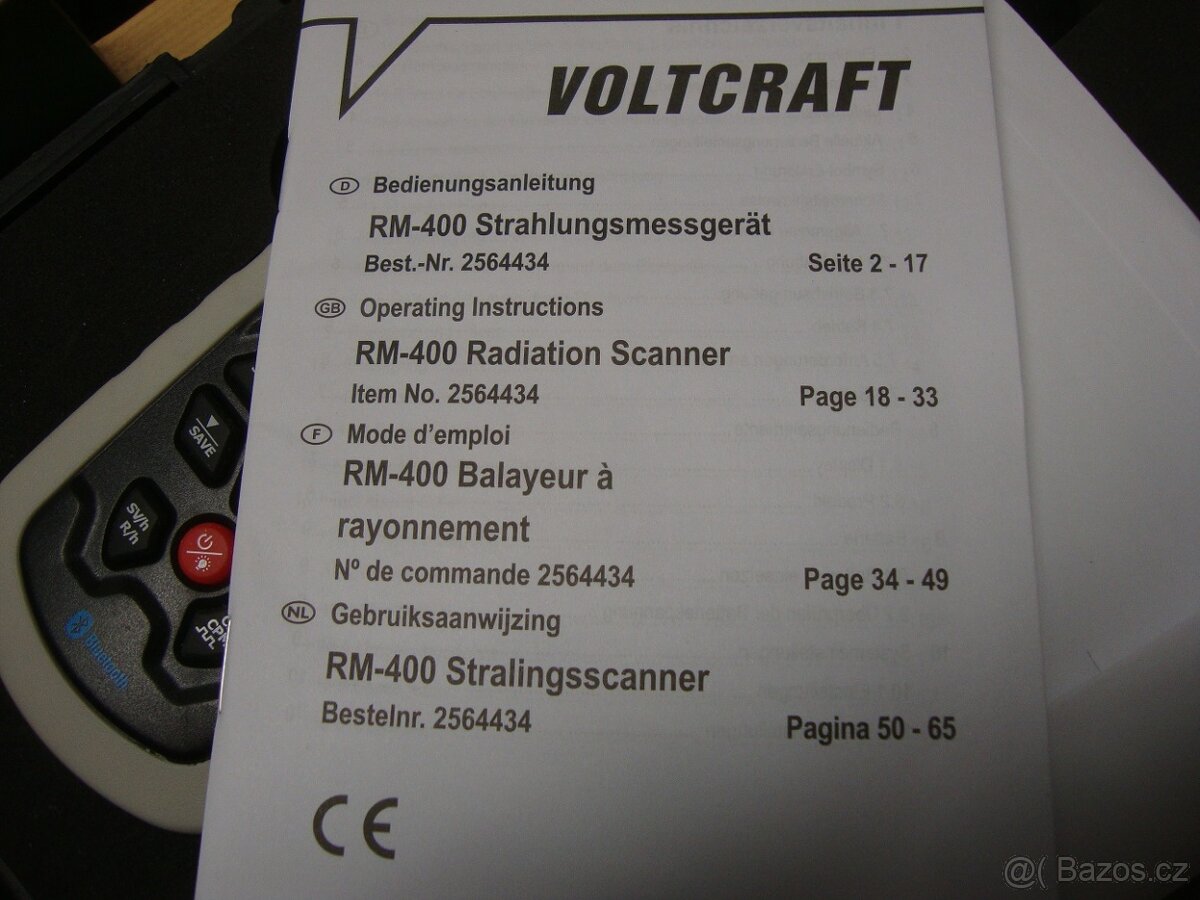 VOLTCRAFT
D Bedienungsanleitung
RM-400 Strahlungsmessgerät
Best.-Nr. 2564434 Seite 2 - 17
GB Operating Instructions
RM-400 Radiation Scanner
Item No. 2564434 Page 18 - 33
F Mode d'emploi
RM-400 Balayeur à
rayonnement
Nº de commande 2564434 Page 34 - 49
NL Gebruiksaanwijzing
RM-400 Stralingsscanner
Bestelnr. 2564434 Pagina 50 - 65
CE
SAVE
SV/h
R/h
Bluetooth
@( Bazos.cz